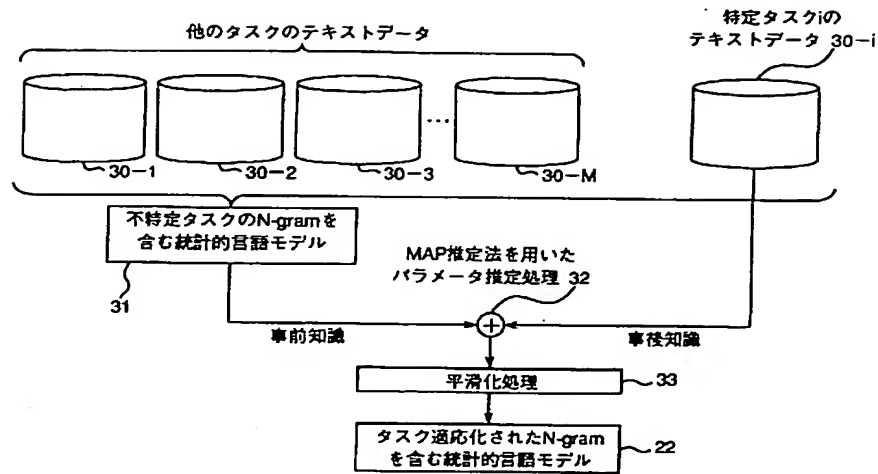 他のタスクのテキストデータ
特定タスクiの
テキストデータ 30-i
30-1
30-2
30-3
...
30-M
不特定タスクのN-gramを
含む統計的言語モデル
31
MAP推定法を用いた
パラメータ推定処理 32
+
事前知識
事後知識
平滑化処理
33
タスク適応化されたN-gram
を含む統計的言語モデル
22